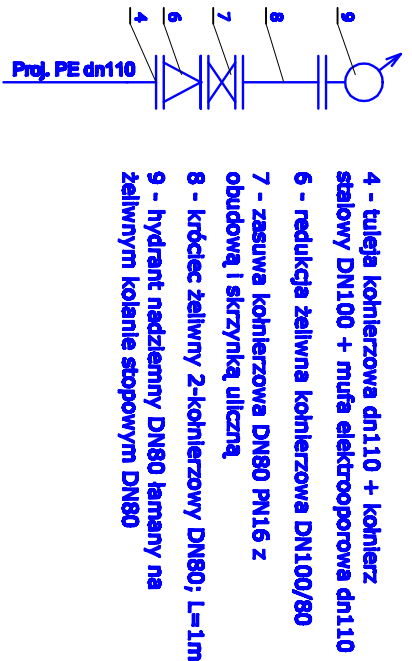 4
6
7
8
9
Proj. PE dn110
4 - tuleja kołnierzowa dn110 + kołnierz
stalowy DN100 + mufa elektrooporowa dn110
6 - redukcja żeliwna kołnierzowa DN100/80
7 - zasuwa kołnierzowa DN80 PN16 z
obudową i skrzynką uliczną
8 - króciec żeliwny 2-kołnierzowy DN80; L=1m
9 - hydrant nadziemny DN80 łamany na
żeliwnym kolanie stopowym DN80